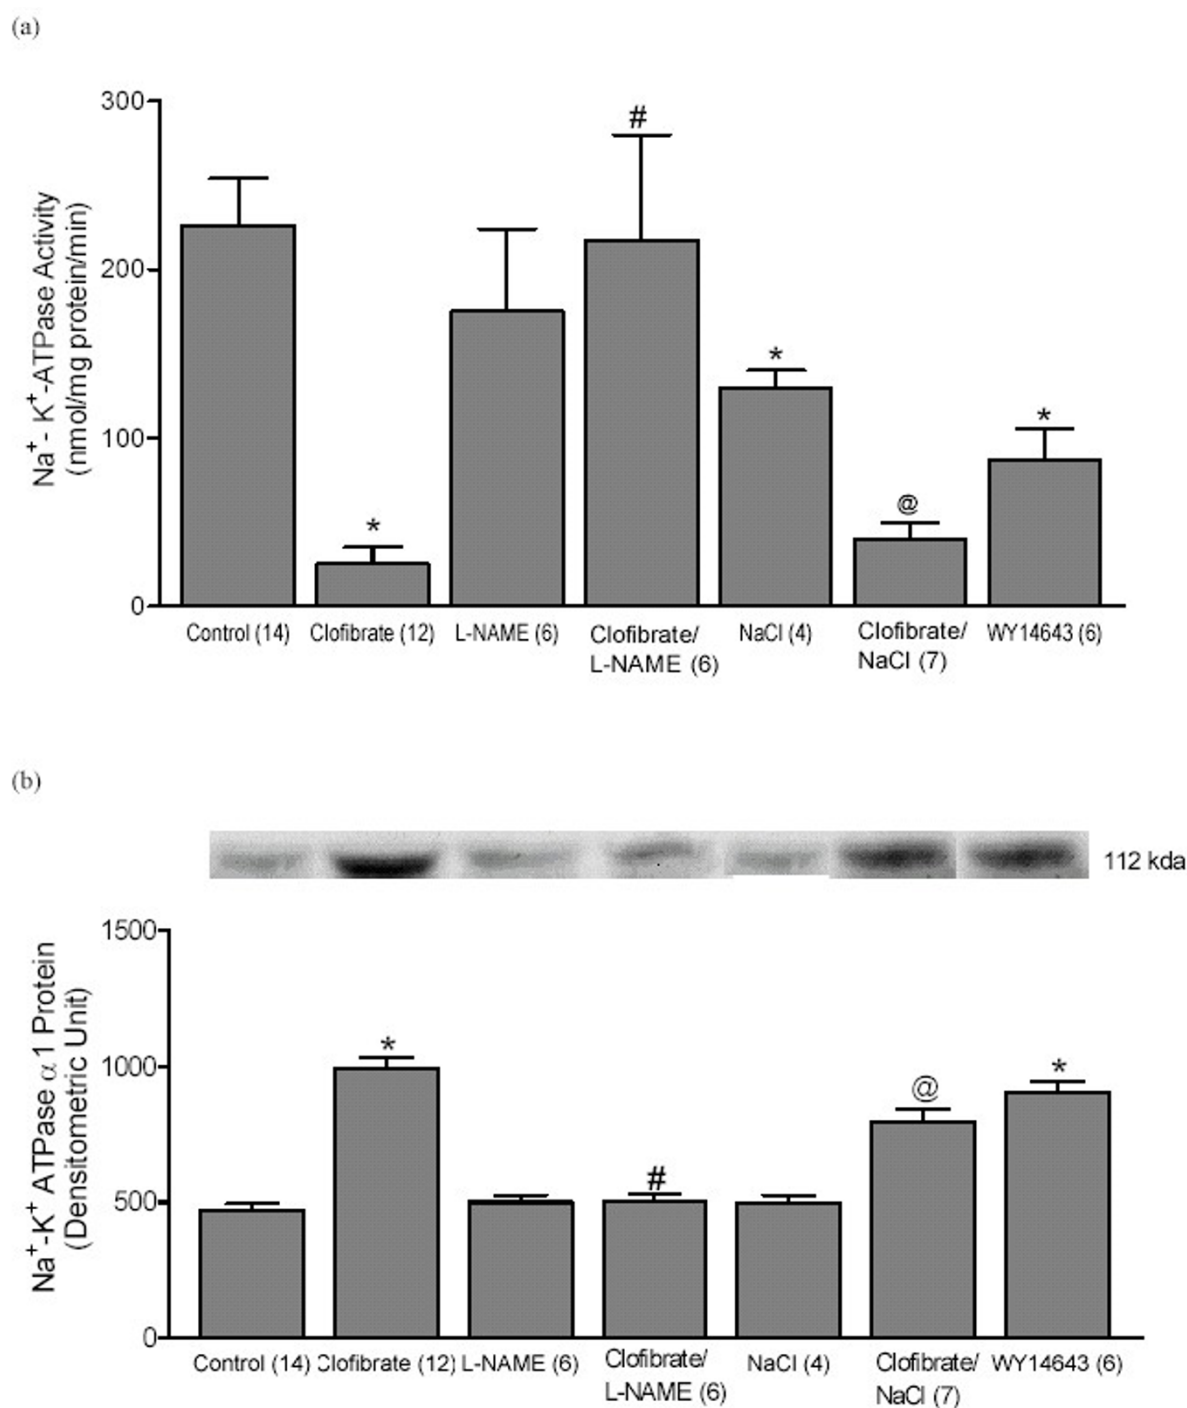 (a)
300
200
100
0
Na+- K+-ATPase Activity
(nmol/mg protein/min)
*
#
*
@
*
Control (14)
Clofibrate (12)
L-NAME (6)
Clofibrate/
L-NAME (6)
NaCl (4)
Clofibrate/
NaCl (7)
WY14643 (6)
(b)
112 kda
1500
1000
500
0
Na+-K+ ATPase α1 Protein
(Densitometric Unit)
*
#
@
*
Control (14)
Clofibrate (12)
L-NAME (6)
Clofibrate/
L-NAME (6)
NaCl (4)
Clofibrate/
NaCl (7)
WY14643 (6)